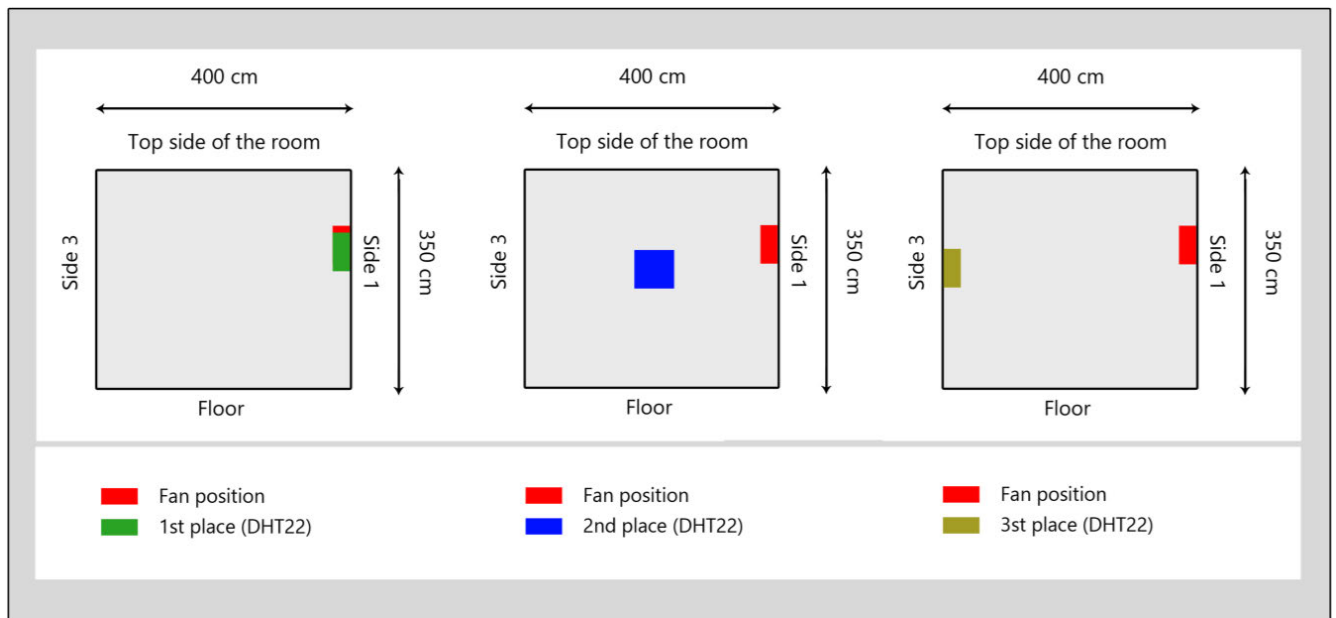 400 cm
400 cm
400 cm
Top side of the room
Top side of the room
Top side of the room
Side 3
Side 1
350 cm
Side 3
Side 1
350 cm
Side 3
Side 1
350 cm
Floor
Floor
Floor
Fan position
1st place (DHT22)
Fan position
2nd place (DHT22)
Fan position
3st place (DHT22)